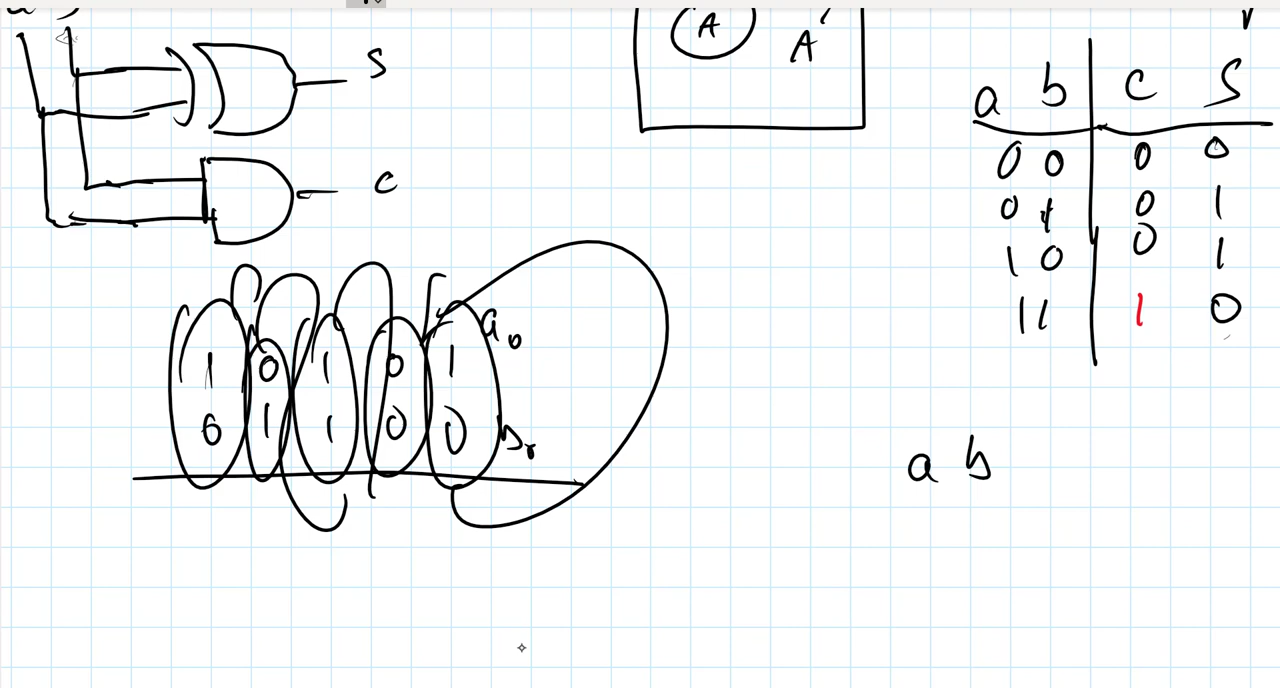 S
C
A
A
a b c S
0 0 0 0
0 1 0 1
1 0 0 1
1 1 1 0
a0
1 0 1 0 1
0 1 1 0 0
a b